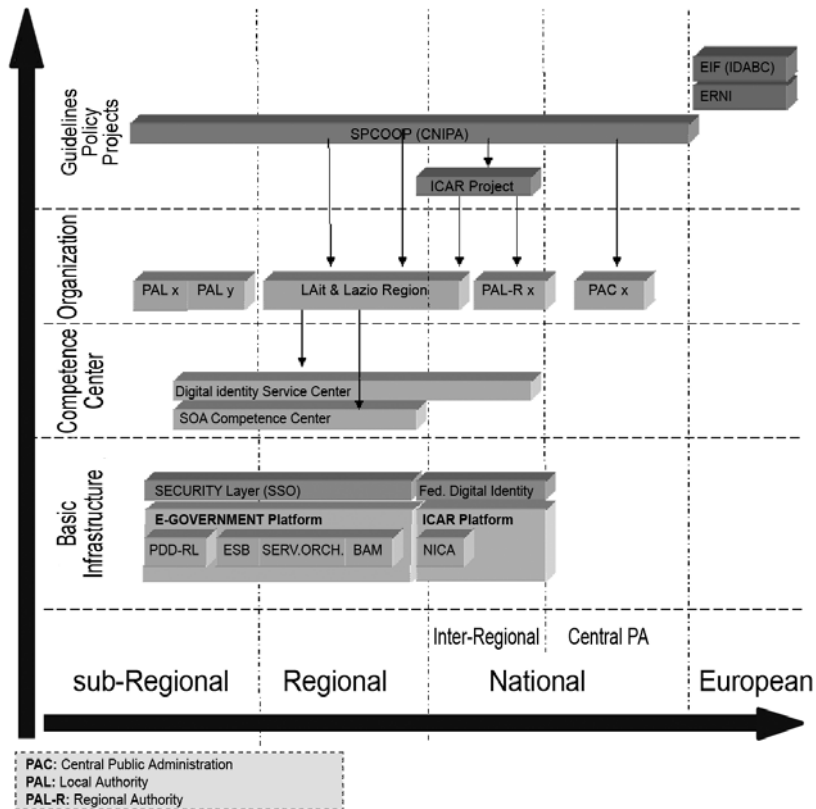 EIF (IDABC)
ERNI
Guidelines
Policy
Projects
SPCOOP (CNIPA)
ICAR Project
Organization
PAL x
PAL y
LAit & Lazio Region
PAL-R x
PAC x
Competence
Center
Digital identity Service Center
SOA Competence Center
Basic
Infrastructure
SECURITY Layer (SSO)
Fed. Digital Identity
E-GOVERNMENT Platform
ICAR Platform
PDD-RL
ESB
SERV.ORCH.
BAM
NICA
Inter-Regional
Central PA
sub-Regional
Regional
National
European
PAC: Central Public Administration
PAL: Local Authority
PAL-R: Regional Authority